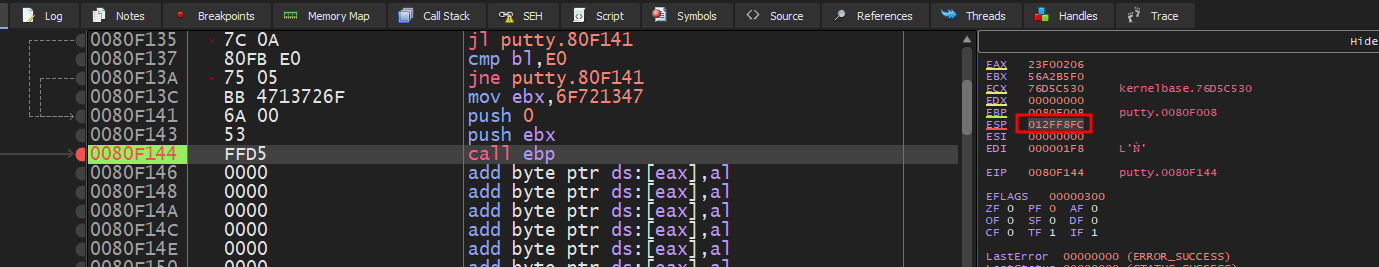 Log Notes Breakpoints Memory Map Call Stack SEH Script Symbols Source References Threads Handles Trace
Hide
0080F135 7C 0A jl putty.80F141
0080F137 80FB E0 cmp bl,E0
0080F13A 75 05 jne putty.80F141
0080F13C BB 4713726F mov ebx,6F721347
0080F141 6A 00 push 0
0080F143 53 push ebx
0080F144 FFD5 call ebp
0080F146 0000 add byte ptr ds:[eax],al
0080F148 0000 add byte ptr ds:[eax],al
0080F14A 0000 add byte ptr ds:[eax],al
0080F14C 0000 add byte ptr ds:[eax],al
0080F14E 0000 add byte ptr ds:[eax],al
0080F150 0000 add byte ptr ds:[eax],al
EAX 23F00206
EBX 56A2B5F0
ECX 76D5C530 kernelbase.76D5C530
EDX 00000000
EBP 0080F008 putty.0080F008
ESP 012FF8FC
ESI 00000000
EDI 000001F8 L'Ǹ'
EIP 0080F144 putty.0080F144
EFLAGS 00000300
ZF 0 PF 0 AF 0
OF 0 SF 0 DF 0
CF 0 TF 1 IF 1
LastError 00000000 (ERROR_SUCCESS)